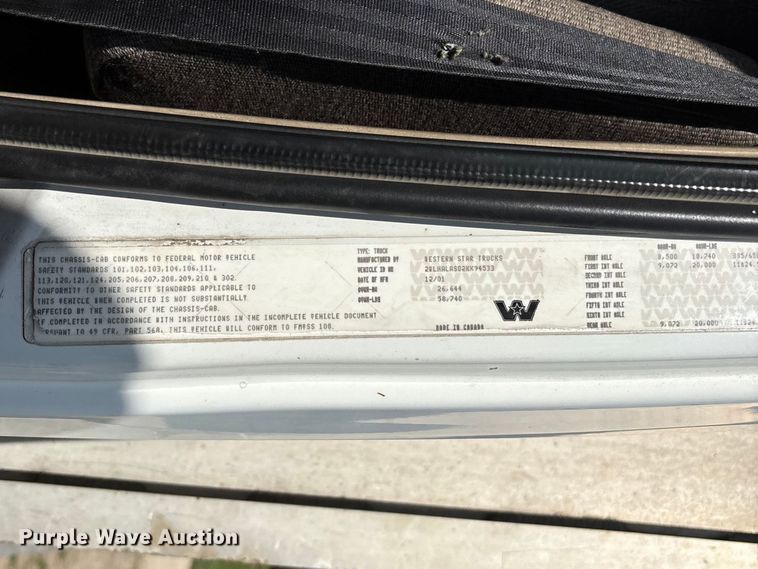 THIS CHASSIS-CAB CONFORMS TO FEDERAL MOTOR VEHICLE
SAFETY STANDARDS 101,102,103,104,106,111,
113,120,121,124,205,206,207,208,209,210 & 302.
CONFORMITY TO OTHER SAFETY STANDARDS APPLICABLE TO
THIS VEHICLE WHEN COMPLETED IS NOT SUBSTANTIALLY
AFFECTED BY THE DESIGN OF THE CHASSIS-CAB.
IF COMPLETED IN ACCORDANCE WITH INSTRUCTIONS IN THE INCOMPLETE VEHICLE DOCUMENT
PURSUANT TO 49 CFR, PART 568, THIS VEHICLE WILL CONFORM TO FMVSS 108.
TYPE: TRUCK
MANUFACTURED BY WESTERN STAR TRUCKS
VEHICLE ID NO
DATE OF MFR 12/01
GVWR-KG 26,644
GVWR-LBS 58,740
MADE IN CANADA
W
GAWR-KG GAWR-LBS
FRONT AXLE 8,500 18,740
FIRST INT AXLE 9,072 20,000
SECOND INT AXLE
THIRD INT AXLE
FOURTH INT AXLE
FIFTH INT AXLE
REAR AXLE 9,072 20,000
Purple Wave Auction